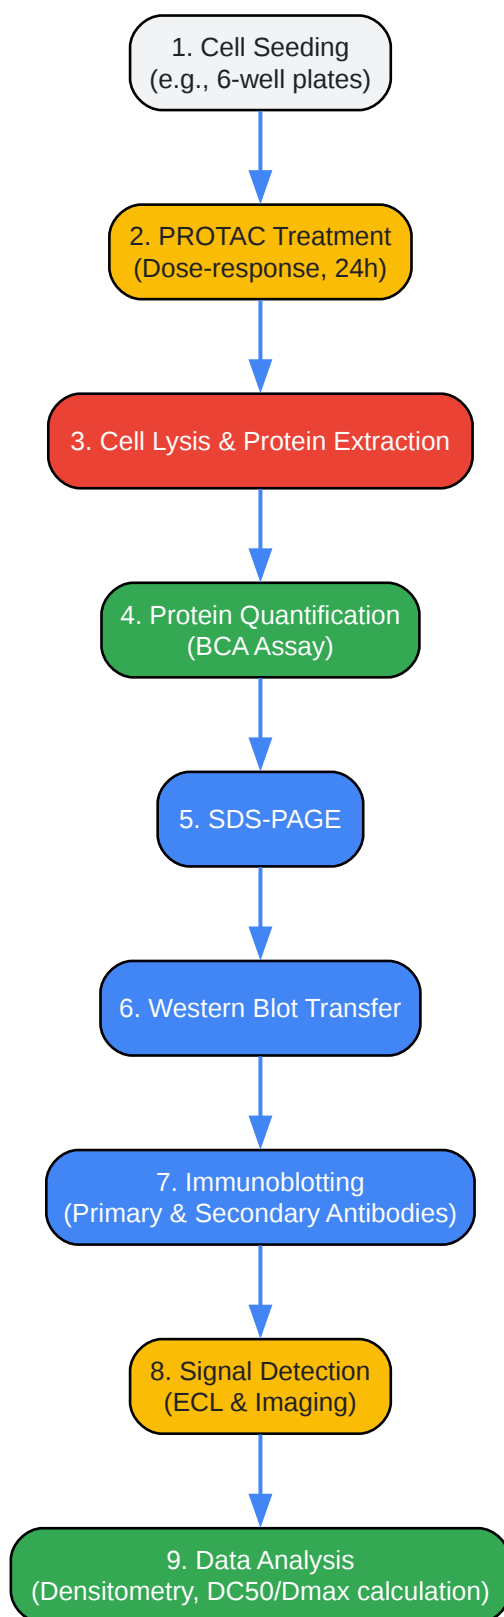 1. Cell Seeding
(e.g., 6-well plates)
2. PROTAC Treatment
(Dose-response, 24h)
3. Cell Lysis & Protein Extraction
4. Protein Quantification
(BCA Assay)
5. SDS-PAGE
6. Western Blot Transfer
7. Immunoblotting
(Primary & Secondary Antibodies)
8. Signal Detection
(ECL & Imaging)
9. Data Analysis
(Densitometry, DC50/Dmax calculation)